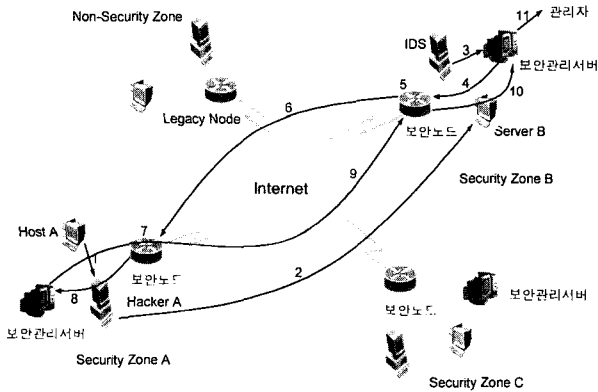 Non-Security Zone
11
관리자
IDS
3
보안관리서버
4
10
5
6
Legacy Node
보안노드
Server B
9
Internet
Security Zone B
Host A
7
2
보안노드
8
Hacker A
보안관리서버
보안노드
보안관리서버
Security Zone A
Security Zone C